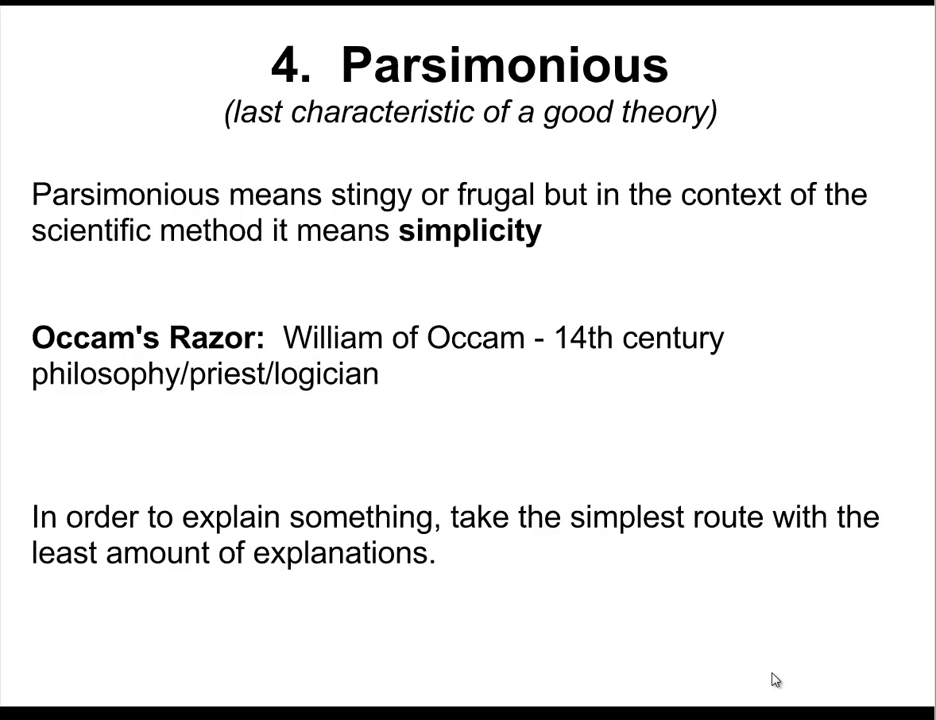 4. Parsimonious
(last characteristic of a good theory)
Parsimonious means stingy or frugal but in the context of the
scientific method it means simplicity
Occam's Razor: William of Occam - 14th century
philosophy/priest/logician
In order to explain something, take the simplest route with the
least amount of explanations.